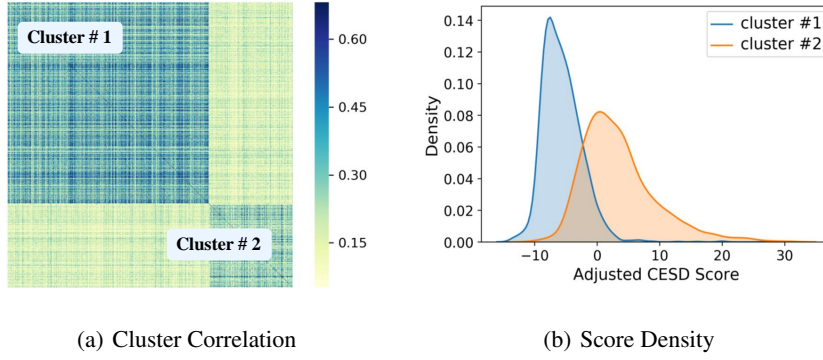 Cluster # 1
Cluster # 2
0.60
0.45
0.30
0.15
(a) Cluster Correlation
cluster #1
cluster #2
0.14
0.12
0.10
0.08
0.06
0.04
0.02
0.00
Density
−10
0
10
20
30
Adjusted CESD Score
(b) Score Density